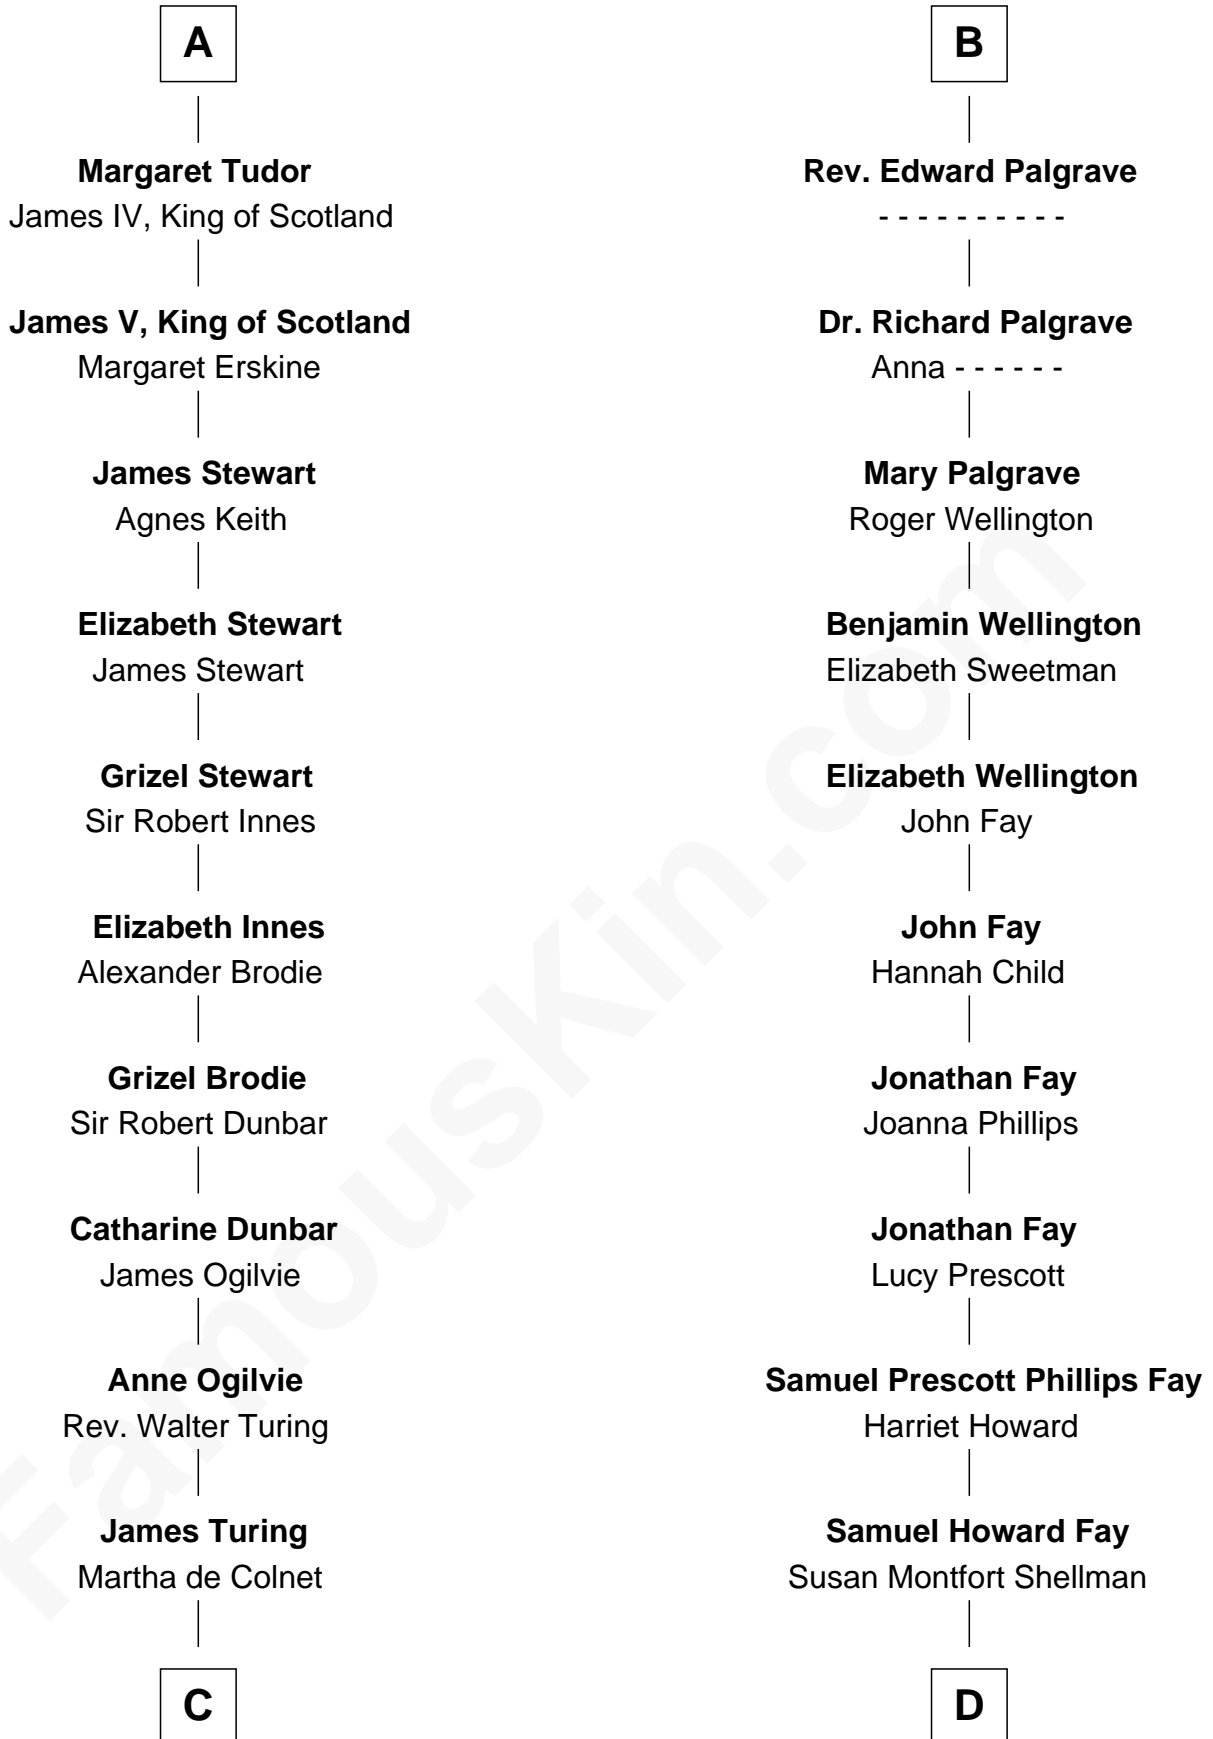 A
Margaret Tudor
James IV, King of Scotland
James V, King of Scotland
Margaret Erskine
James Stewart
Agnes Keith
Elizabeth Stewart
James Stewart
Grizel Stewart
Sir Robert Innes
Elizabeth Innes
Alexander Brodie
Grizel Brodie
Sir Robert Dunbar
Catharine Dunbar
James Ogilvie
Anne Ogilvie
Rev. Walter Turing
James Turing
Martha de Colnet
C
B
Rev. Edward Palgrave
- - - - - - - - - -
Dr. Richard Palgrave
Anna - - - - - -
Mary Palgrave
Roger Wellington
Benjamin Wellington
Elizabeth Sweetman
Elizabeth Wellington
John Fay
John Fay
Hannah Child
Jonathan Fay
Joanna Phillips
Jonathan Fay
Lucy Prescott
Samuel Prescott Phillips Fay
Harriet Howard
Samuel Howard Fay
Susan Montfort Shellman
D
FamousKin.com